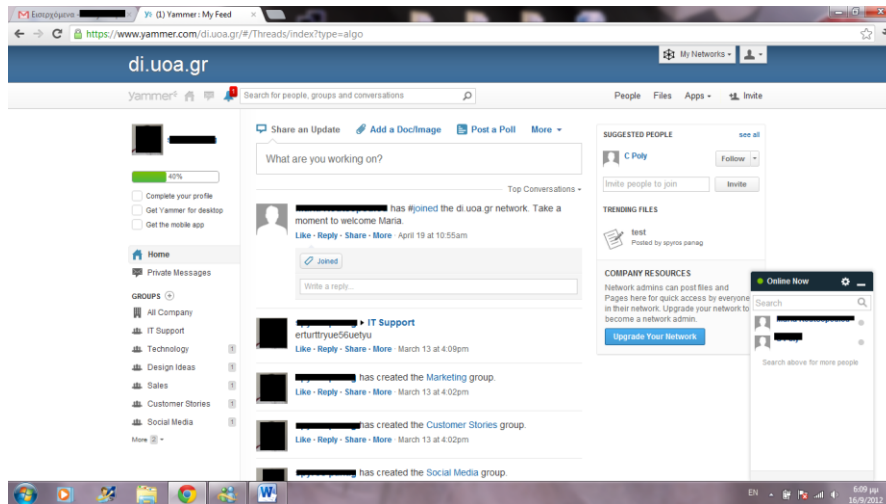 Εισερχόμενα -
(1) Yammer : My Feed
https://www.yammer.com/di.uoa.gr/#/Threads/index?type=algo
di.uoa.gr
My Networks
yammer
1
Search for people, groups and conversations
People Files Apps Invite
40%
Complete your profile
Get Yammer for desktop
Get the mobile app
Home
Private Messages
GROUPS
All Company
IT Support
Technology 1
Design Ideas 1
Sales 1
Customer Stories 1
Social Media 1
More 2
Share an Update Add a Doc/Image Post a Poll More
What are you working on?
Top Conversations
has #joined the di.uoa.gr network. Take a
moment to welcome Maria.
Like · Reply · Share · More · April 19 at 10:55am
Joined
Write a reply...
IT Support
erturttryue56uetyu
Like · Reply · Share · More · March 13 at 4:09pm
has created the Marketing group.
Like · Reply · Share · More · March 13 at 4:02pm
has created the Customer Stories group.
Like · Reply · Share · More · March 13 at 4:02pm
has created the Social Media group.
SUGGESTED PEOPLE see all
C Poly Follow
Invite people to join Invite
TRENDING FILES
test
Posted by spyros panag
COMPANY RESOURCES
Network admins can post files and
Pages here for quick access by everyone
in their network. Upgrade your network to
become a network admin.
Upgrade Your Network
Online Now
Search
Search above for more people
EN
6:09 μμ
16/9/2012